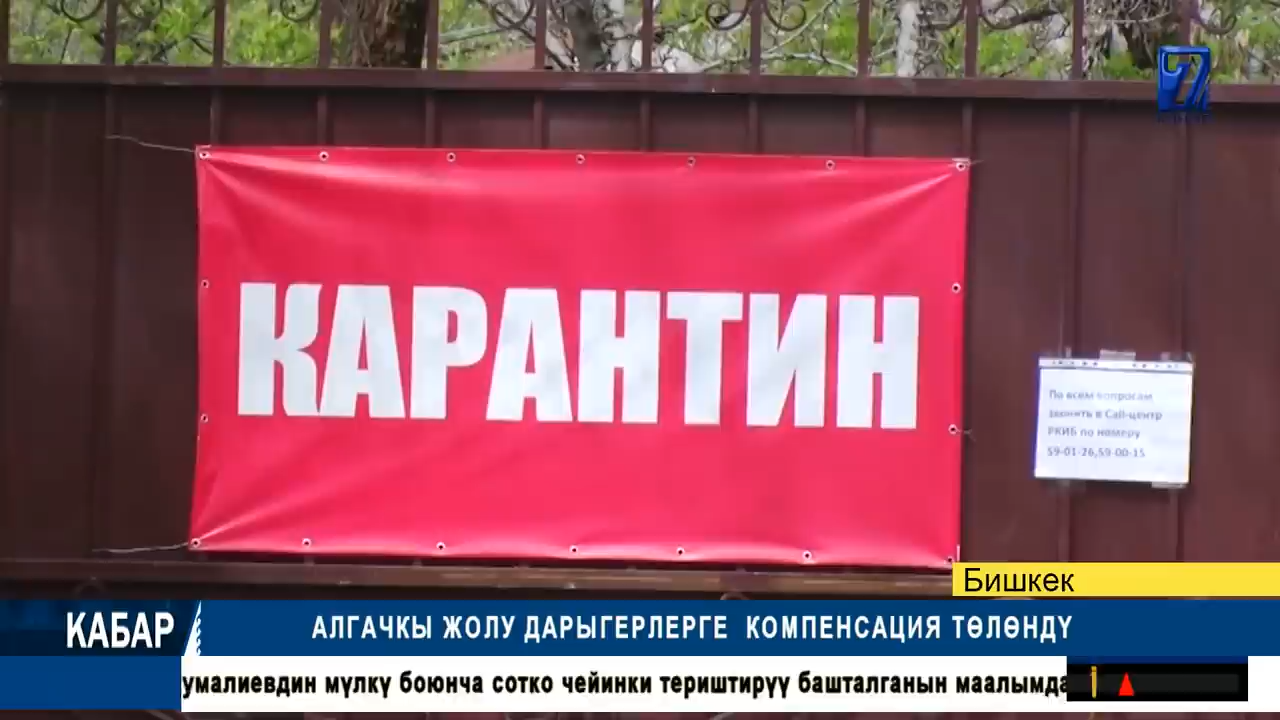 КАРАНТИН
По всем вопросам
звонить в Call-центр
РКИБ по номеру
59-01-26,59-00-15
Бишкек
КАБАР
АЛГАЧКЫ ЖОЛУ ДАРЫГЕРЛЕРГЕ КОМПЕНСАЦИЯ ТӨЛӨНДҮ
умалиевдин мүлкү боюнча сотко чейинки териштирүү башталганын маалымда